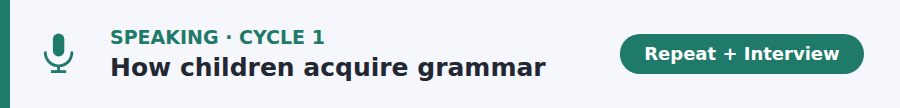 SPEAKING · CYCLE 1
How children acquire grammar
Repeat + Interview